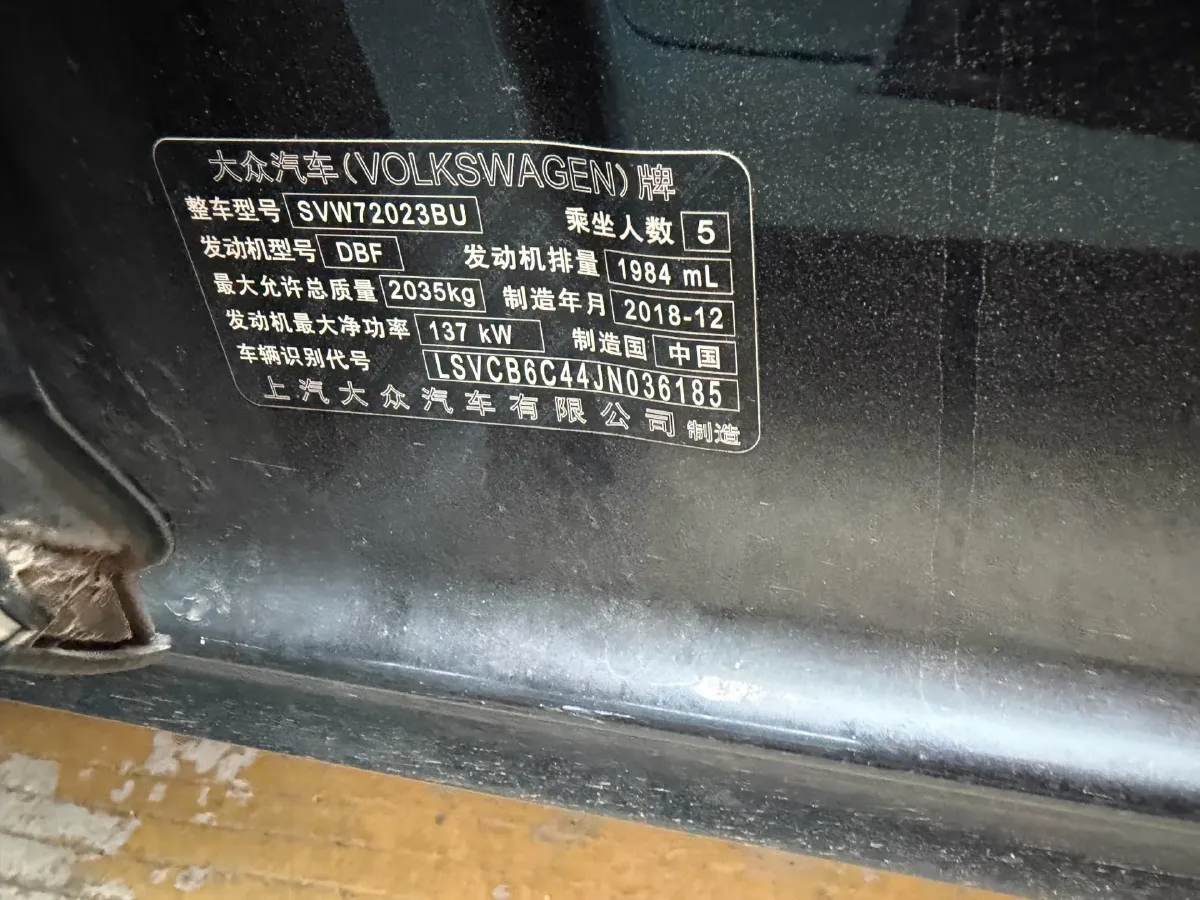 大众汽车(VOLKSWAGEN)牌
整车型号 SVW72023BU 乘坐人数 5
发动机型号 DBF 发动机排量 1984 mL
最大允许总质量 2035kg 制造年月 2018-12
发动机最大净功率 137 kW 制造国 中国
车辆识别代号 LSVCB6C44JN036185
上汽大众汽车有限公司 制造